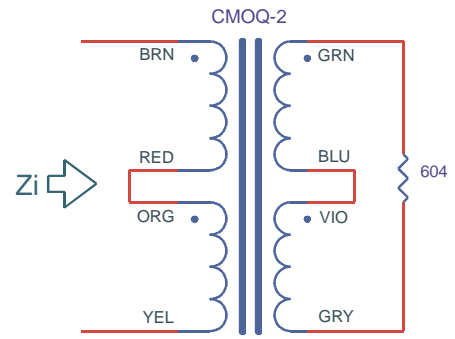 CMOQ-2
BRN
GRN
RED
BLU
Zi
604
ORG
VIO
YEL
GRY